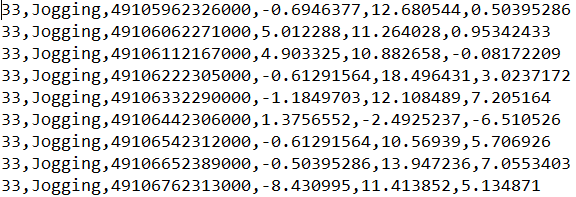 33,Jogging,49105962326000,-0.6946377,12.680544,0.50395286
33,Jogging,49106062271000,5.012288,11.264028,0.95342433
33,Jogging,49106112167000,4.903325,10.882658,-0.08172209
33,Jogging,49106222305000,-0.61291564,18.496431,3.0237172
33,Jogging,49106332290000,-1.1849703,12.108489,7.205164
33,Jogging,49106442306000,1.3756552,-2.4925237,-6.510526
33,Jogging,49106542312000,-0.61291564,10.56939,5.706926
33,Jogging,49106652389000,-0.50395286,13.947236,7.0553403
33,Jogging,49106762313000,-8.430995,11.413852,5.134871